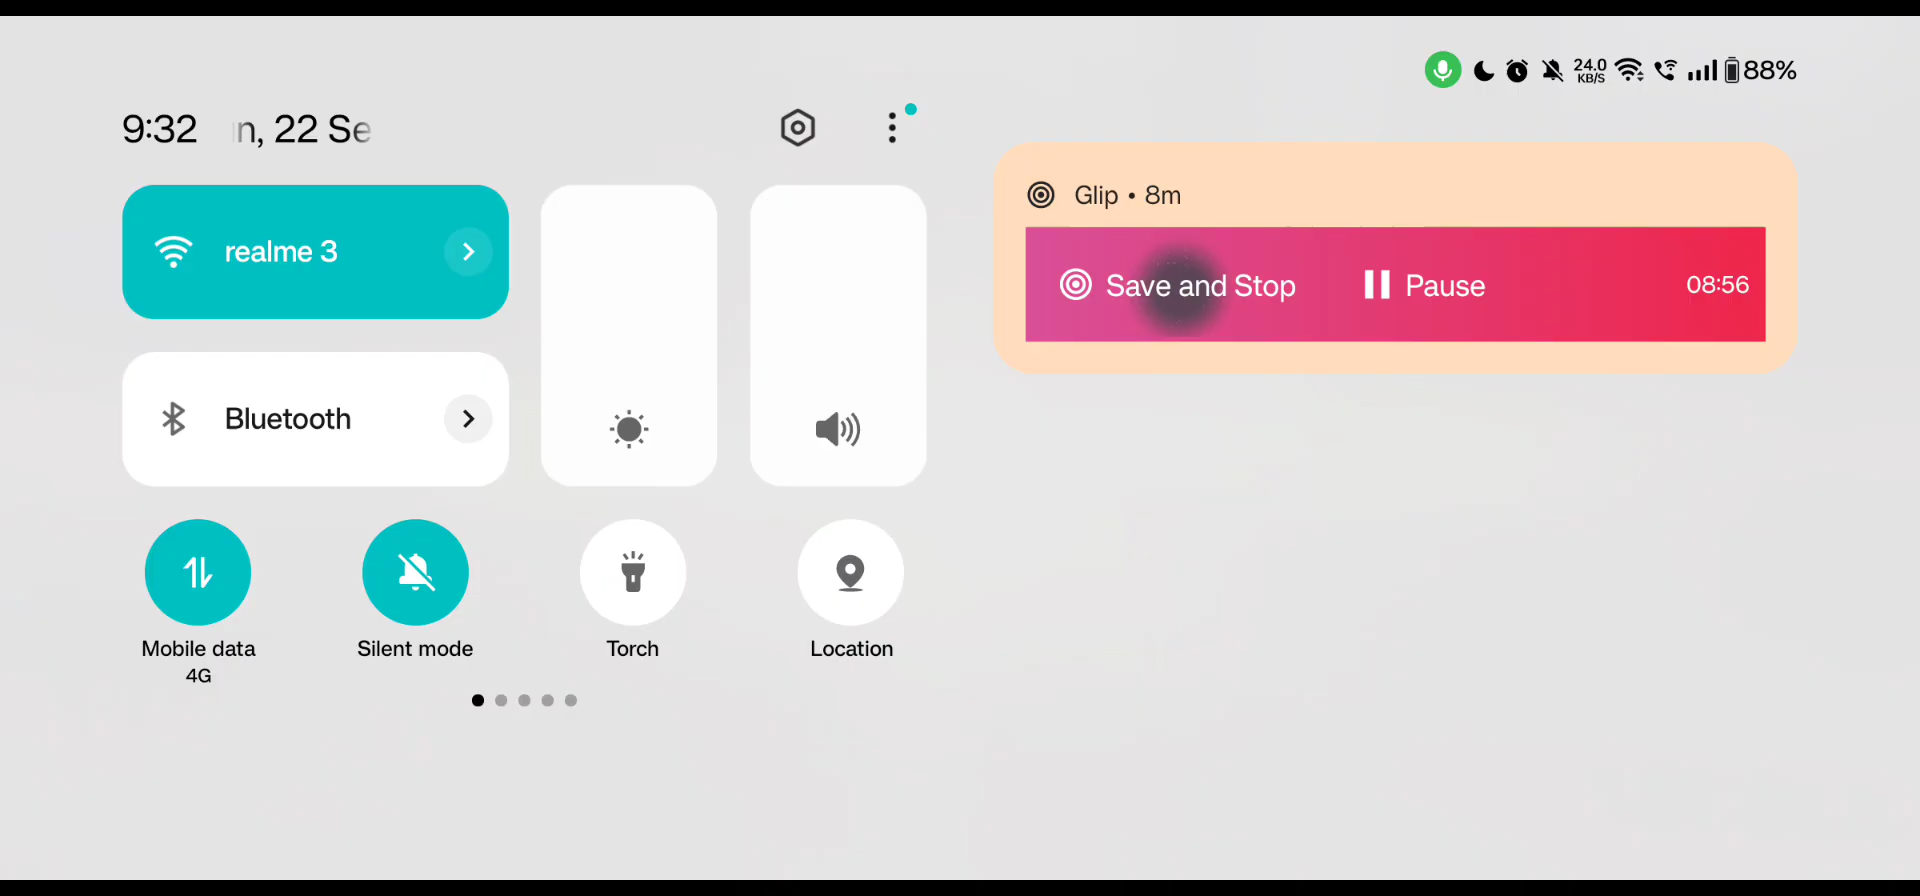 24.0
KB/S
88%
9:32 n, 22 Se
realme 3
Bluetooth
Mobile data
4G
Silent mode
Torch
Location
Glip • 8m
Save and Stop
Pause
08:56